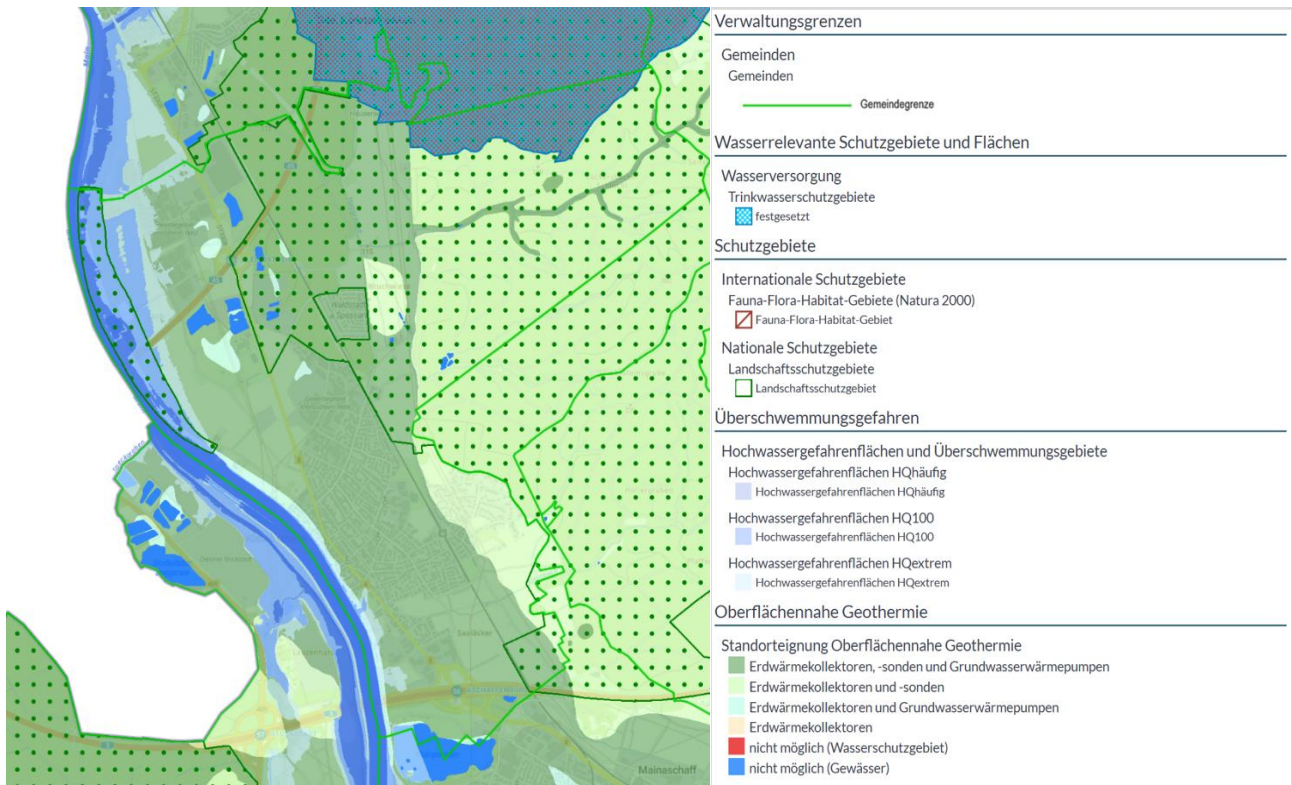 Main
Mainaschaff
Verwaltungsgrenzen
Gemeinden
Gemeinden
Gemeindegrenze
Wasserrelevante Schutzgebiete und Flächen
Wasserversorgung
Trinkwasserschutzgebiete
festgesetzt
Schutzgebiete
Internationale Schutzgebiete
Fauna-Flora-Habitat-Gebiete (Natura 2000)
Fauna-Flora-Habitat-Gebiet
Nationale Schutzgebiete
Landschaftsschutzgebiete
Landschaftsschutzgebiet
Überschwemmungsgefahren
Hochwassergefahrenflächen und Überschwemmungsgebiete
Hochwassergefahrenflächen HQhäufig
Hochwassergefahrenflächen HQhäufig
Hochwassergefahrenflächen HQ100
Hochwassergefahrenflächen HQ100
Hochwassergefahrenflächen HQextrem
Hochwassergefahrenflächen HQextrem
Oberflächennahe Geothermie
Standorteignung Oberflächennahe Geothermie
Erdwärmekollektoren, -sonden und Grundwasserwärmepumpen
Erdwärmekollektoren und -sonden
Erdwärmekollektoren und Grundwasserwärmepumpen
Erdwärmekollektoren
nicht möglich (Wasserschutzgebiet)
nicht möglich (Gewässer)